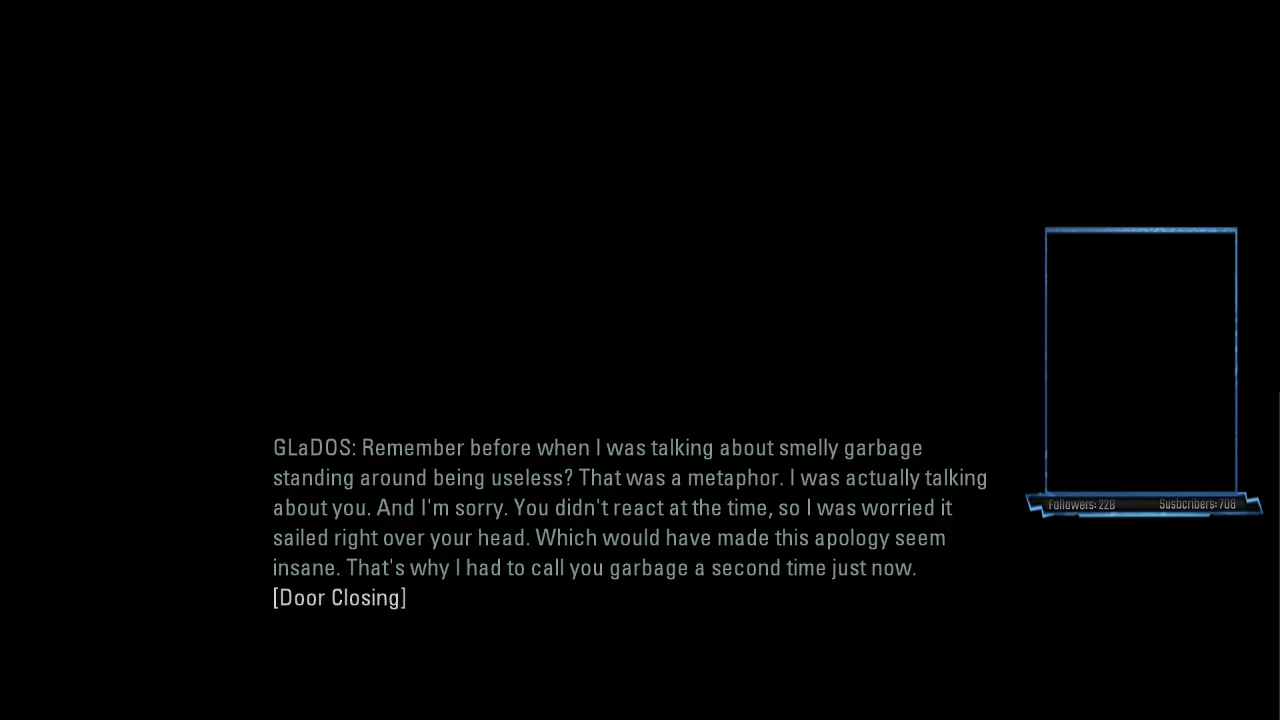 GLaDOS: Remember before when I was talking about smelly garbage
standing around being useless? That was a metaphor. I was actually talking
about you. And I'm sorry. You didn't react at the time, so I was worried it
sailed right over your head. Which would have made this apology seem
insane. That's why I had to call you garbage a second time just now.
[Door Closing]
Followers: 228 Susbcribers: 708